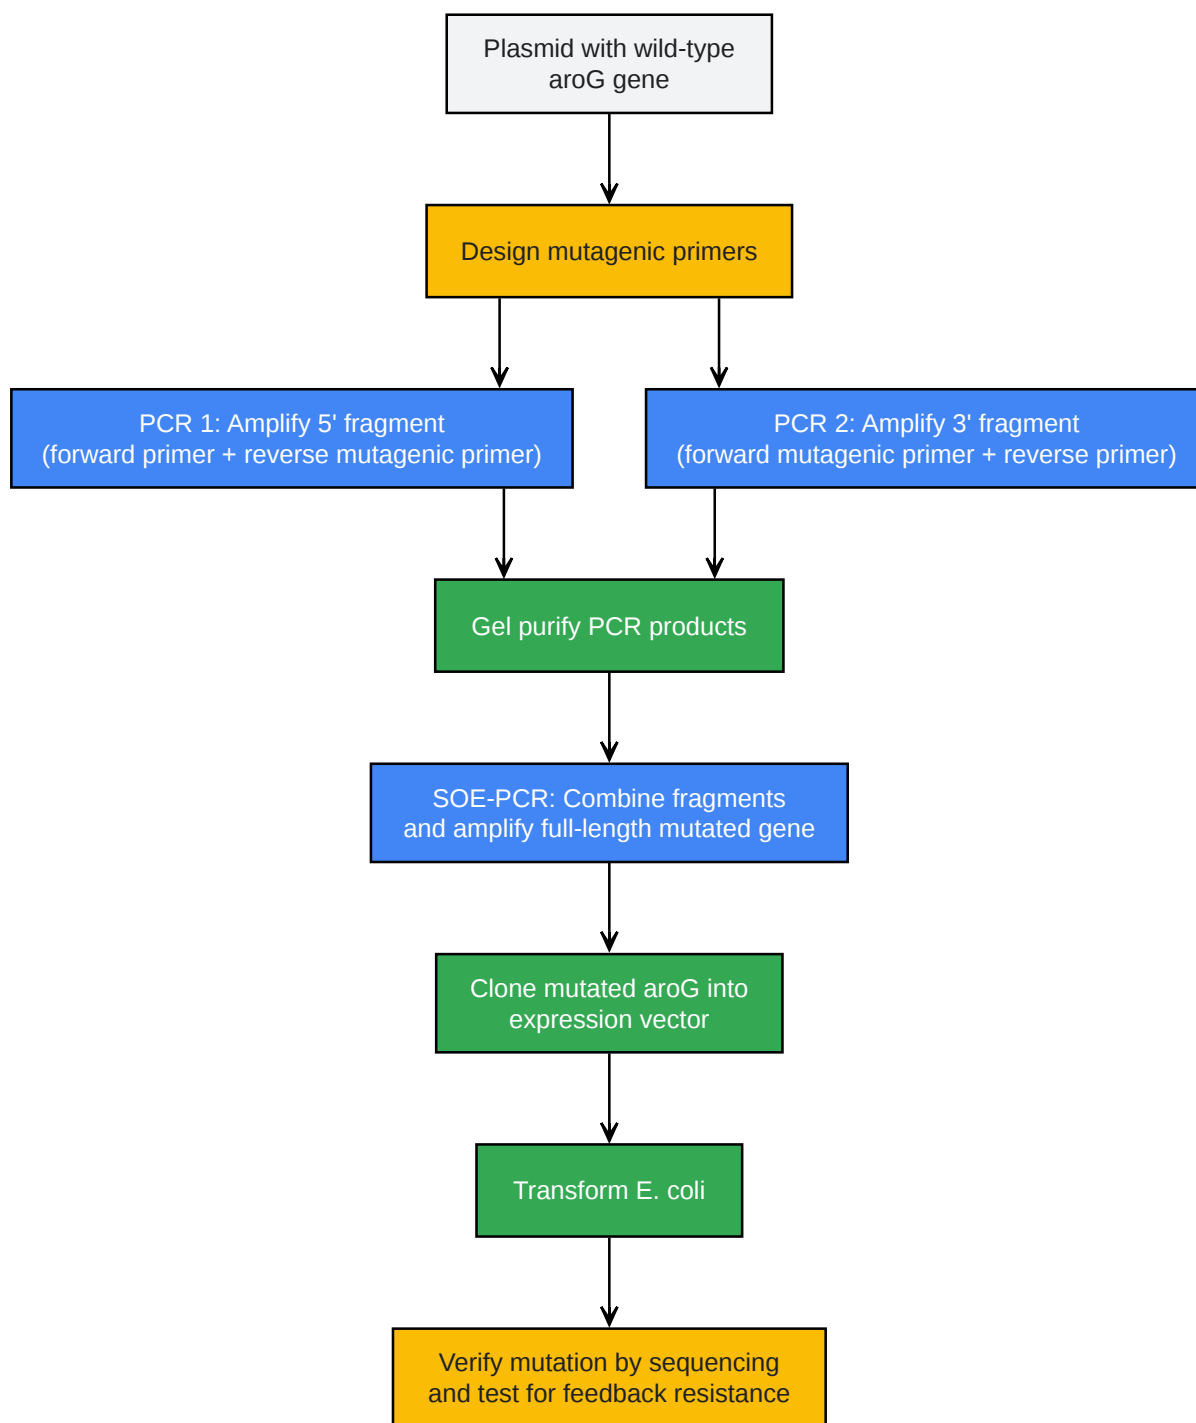 Plasmid with wild-type
aroG gene
Design mutagenic primers
PCR 1: Amplify 5' fragment
(forward primer + reverse mutagenic primer)
PCR 2: Amplify 3' fragment
(forward mutagenic primer + reverse primer)
Gel purify PCR products
SOE-PCR: Combine fragments
and amplify full-length mutated gene
Clone mutated aroG into
expression vector
Transform E. coli
Verify mutation by sequencing
and test for feedback resistance